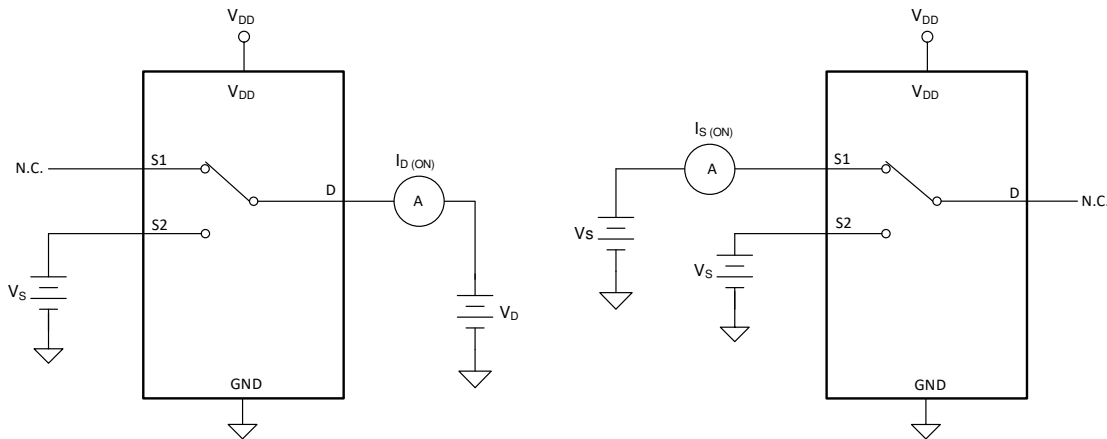 VDD
VDD
N.C.
S1
D
ID (ON)
A
S2
VS
VD
GND
VDD
VDD
IS (ON)
A
S1
D
N.C.
Vs
S2
VS
GND